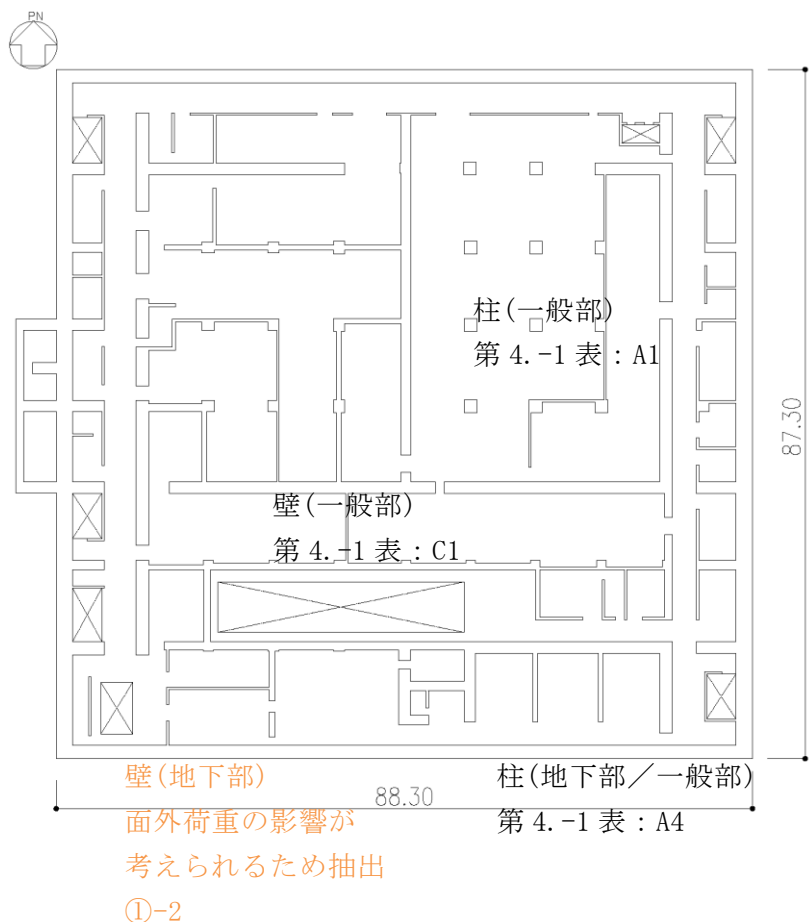 PN
柱(一般部)
第 4.-1 表：A1
87.30
壁(一般部)
第 4.-1 表：C1
壁(地下部)
面外荷重の影響が
考えられるため抽出
①-2
88.30
柱(地下部／一般部)
第 4.-1 表：A4